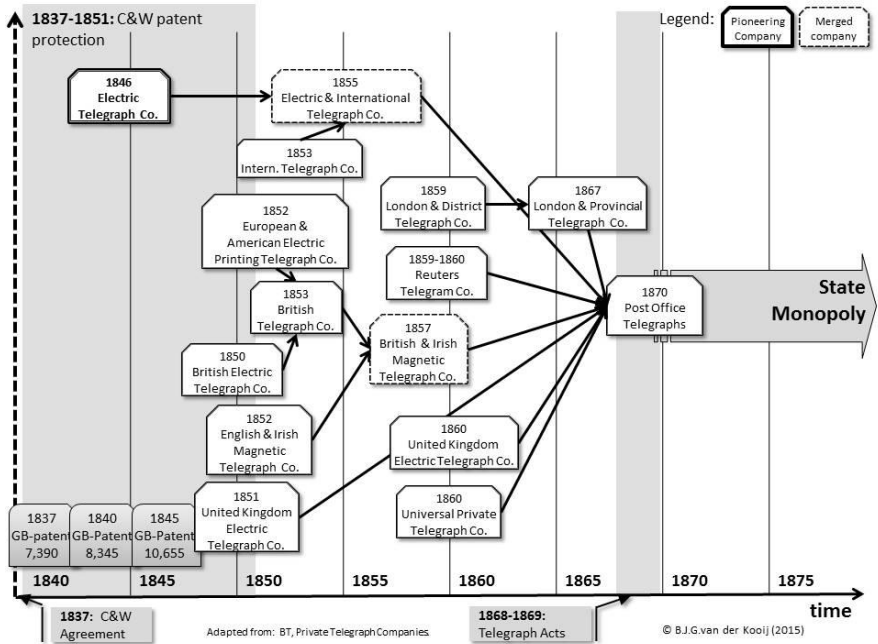 1837-1851: C&W patent
protection
Legend:
Pioneering
Company
Merged
company
1846
Electric
Telegraph Co.
1855
Electric & International
Telegraph Co.
1853
Intern. Telegraph Co.
1859
London & District
Telegraph Co.
1867
London & Provincial
Telegraph Co.
1852
European &
American Electric
Printing Telegraph Co.
1859-1860
Reuters
Telegram Co.
1853
British
Telegraph Co.
1870
Post Office
Telegraphs
State
Monopoly
1857
British & Irish
Magnetic
Telegraph Co.
1850
British Electric
Telegraph Co.
1852
English & Irish
Magnetic
Telegraph Co.
1860
United Kingdom
Electric Telegraph Co.
1851
United Kingdom
Electric
Telegraph Co.
1860
Universal Private
Telegraph Co.
1837
GB-patent
7,390
1840
GB-Patent
8,345
1845
GB-Patent
10,655
1840
1845
1850
1855
1860
1865
1870
1875
time
1837: C&W
Agreement
Adapted from: BT, Private Telegraph Companies.
1868-1869:
Telegraph Acts
© B.J.G.van der Kooij (2015)